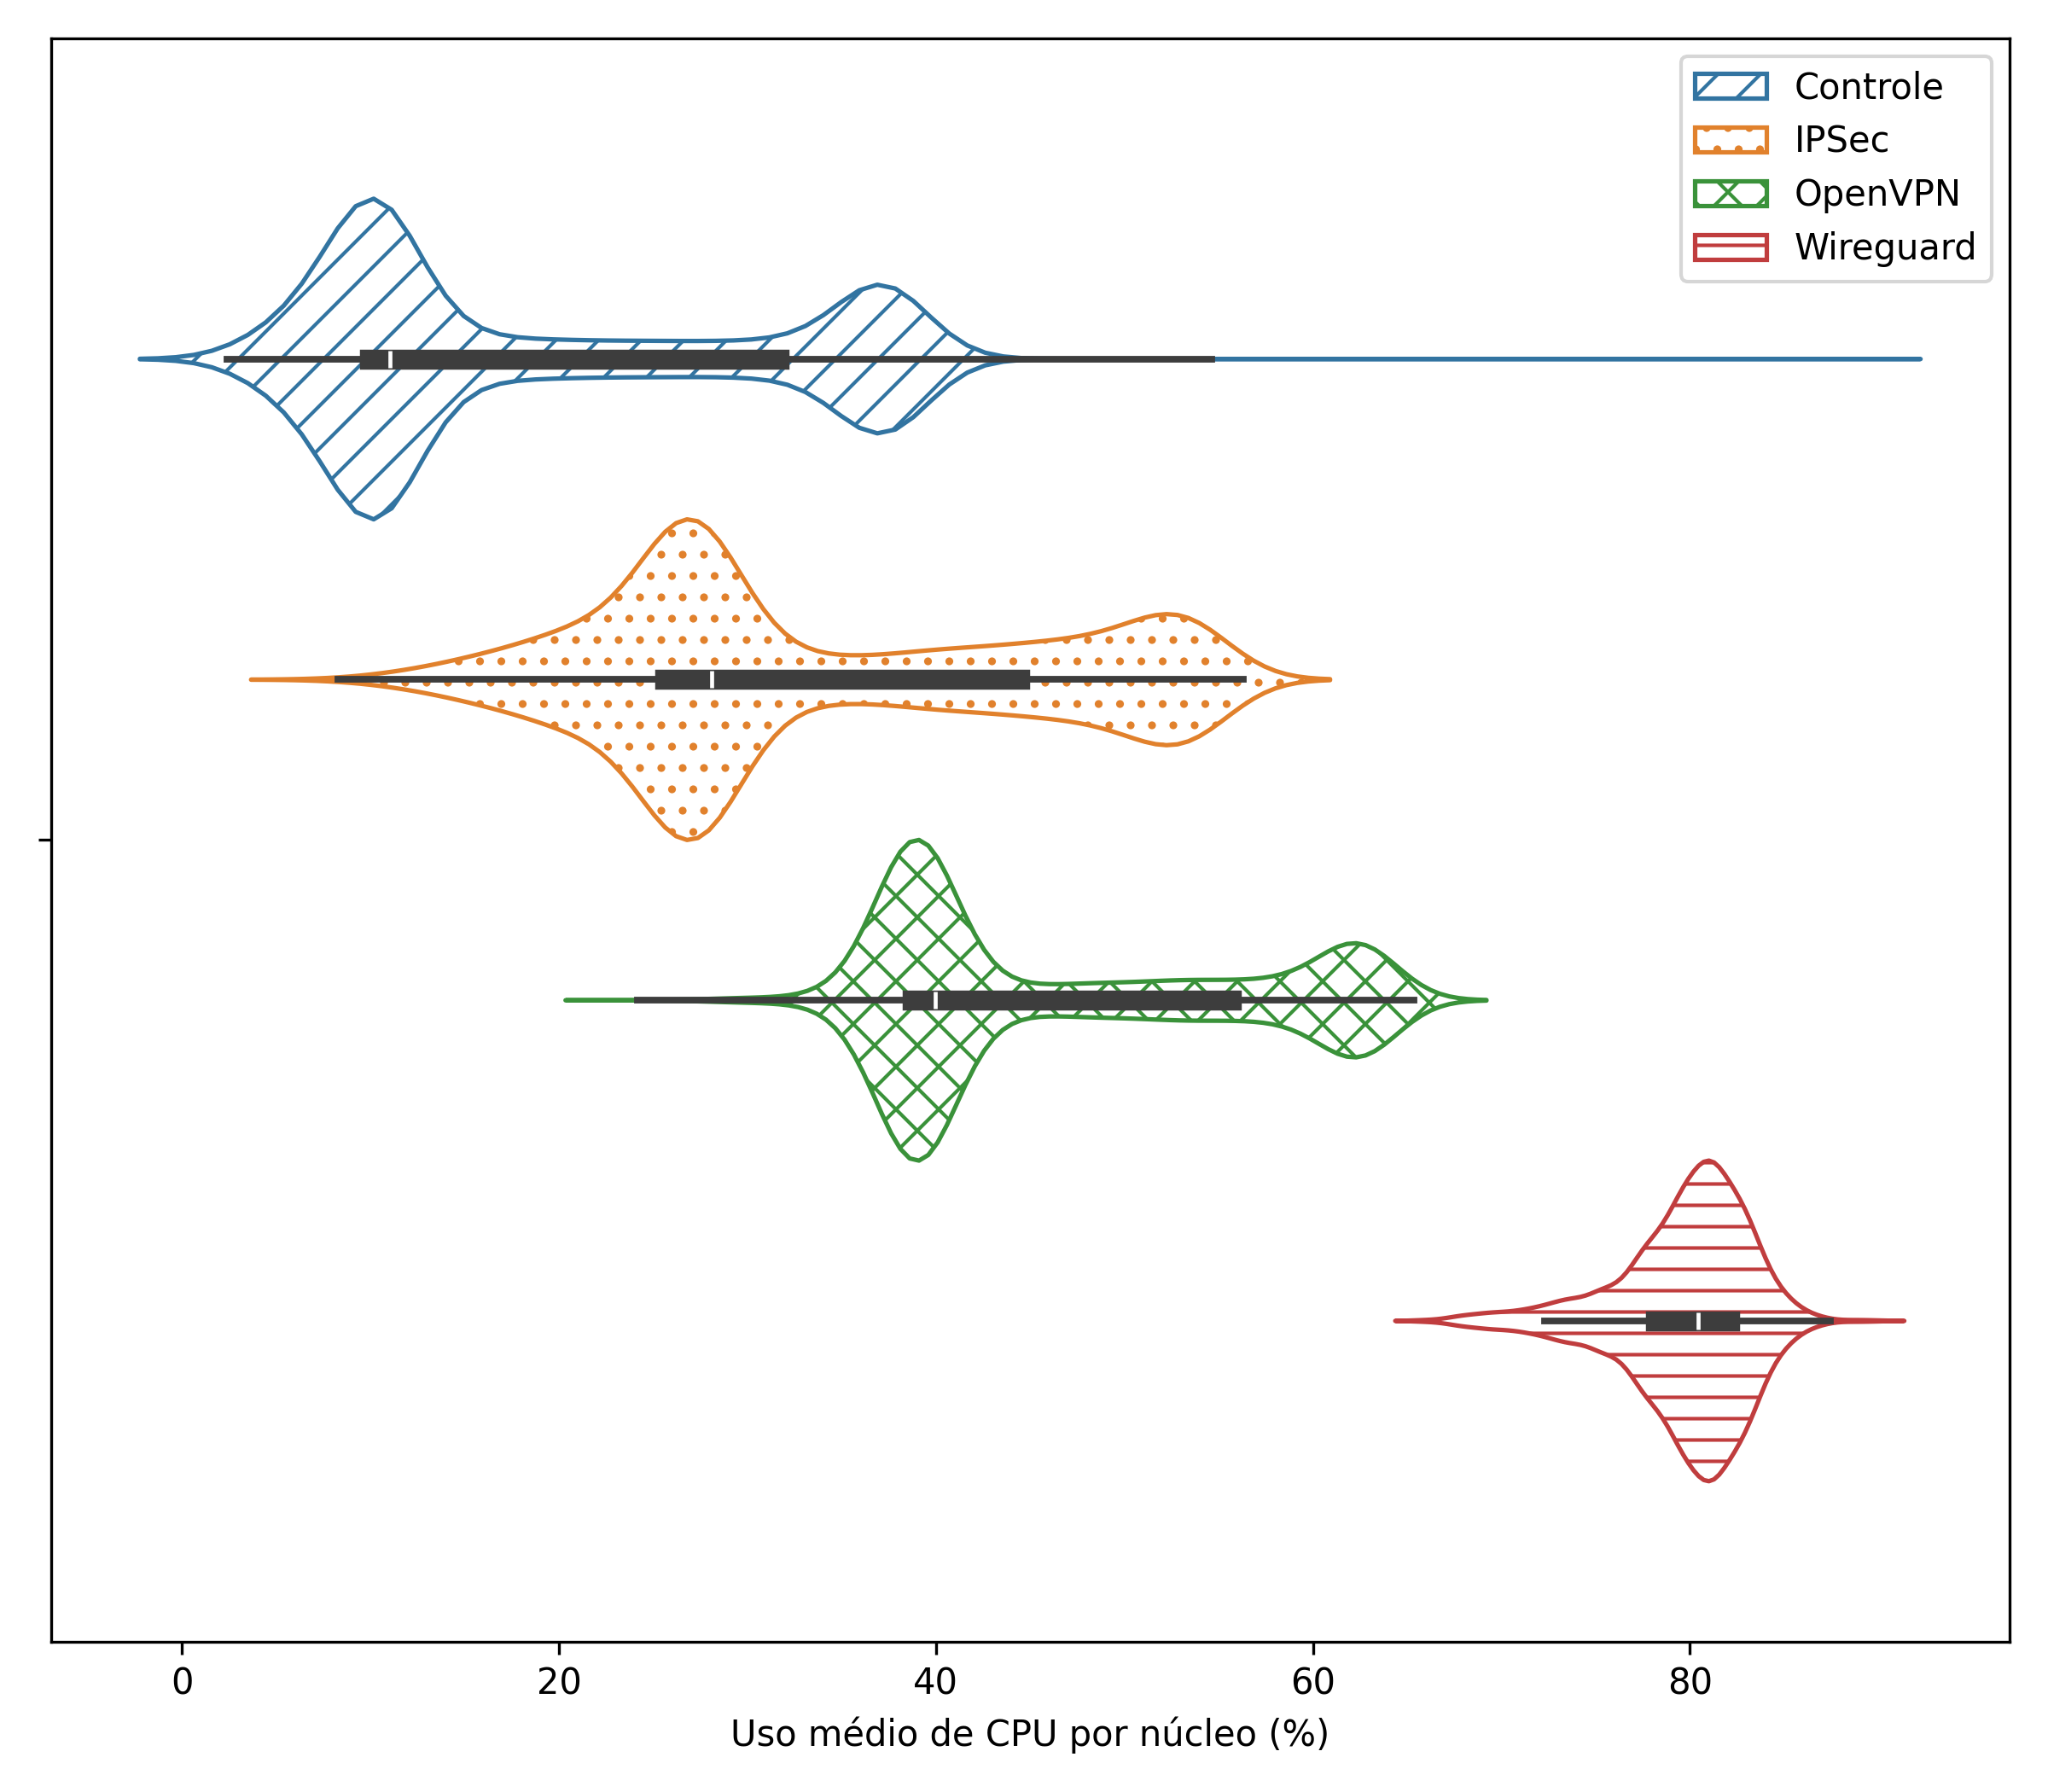 Controle
IPSec
OpenVPN
Wireguard
0 20 40 60 80
Uso médio de CPU por núcleo (%)